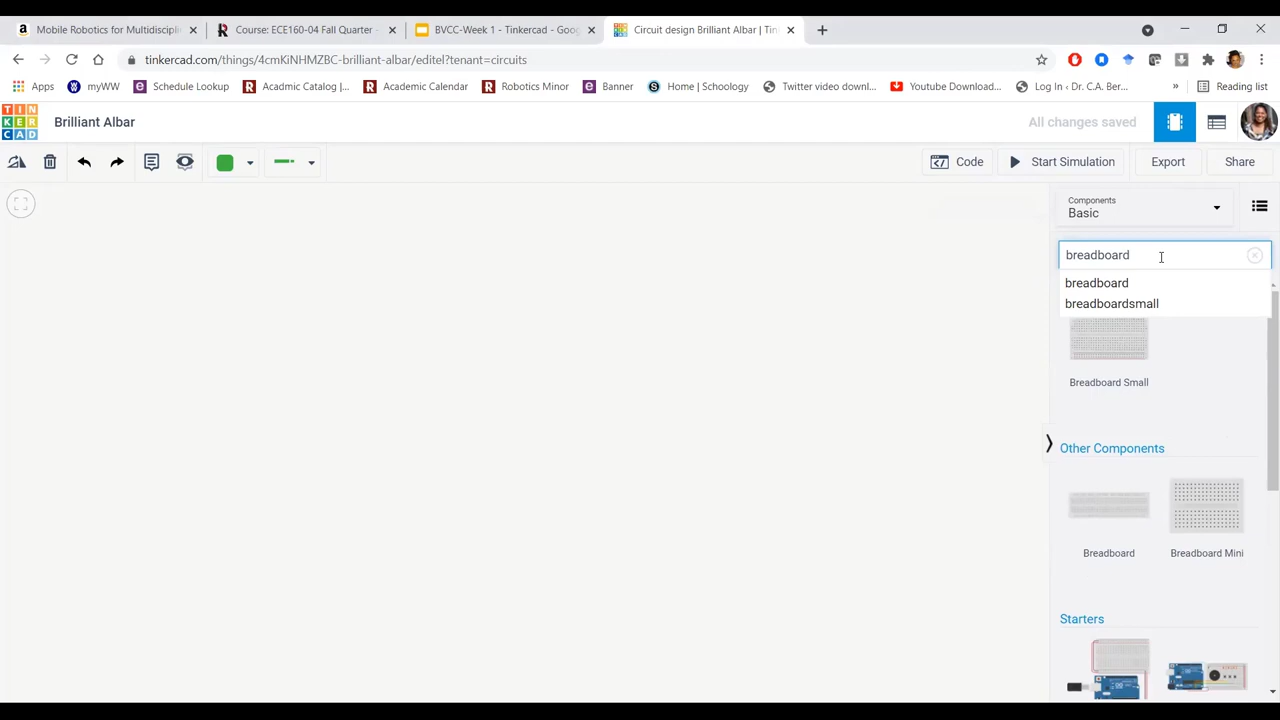 Mobile Robotics for Multidiscipli
Course: ECE160-04 Fall Quarter -
BVCC-Week 1 - Tinkercad - Goog
Circuit design Brilliant Albar | Tin
tinkercad.com/things/4cmKiNHMZBC-brilliant-albar/editel?tenant=circuits
Apps
myWW
Schedule Lookup
Acadmic Catalog |...
Academic Calendar
Robotics Minor
Banner
Home | Schoology
Twitter video downl...
Youtube Download...
Log In ‹ Dr. C.A. Ber...
»
Reading list
TIN
KER
CAD
Brilliant Albar
All changes saved
Code
Start Simulation
Export
Share
Components
Basic
breadboard
breadboard
breadboardsmall
Breadboard Small
Other Components
Breadboard
Breadboard Mini
Starters